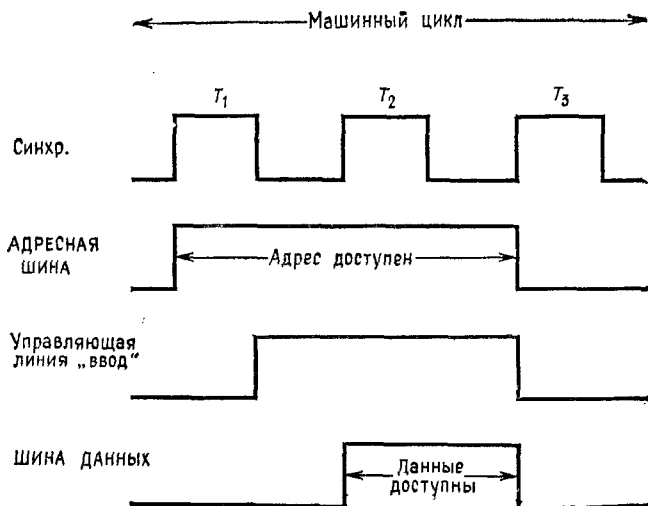 Машинный цикл
T1 T2 T3
Синхр.
АДРЕСНАЯ
ШИНА
Адрес доступен
Управляющая
линия „ввод"
ШИНА ДАННЫХ
Данные
доступны